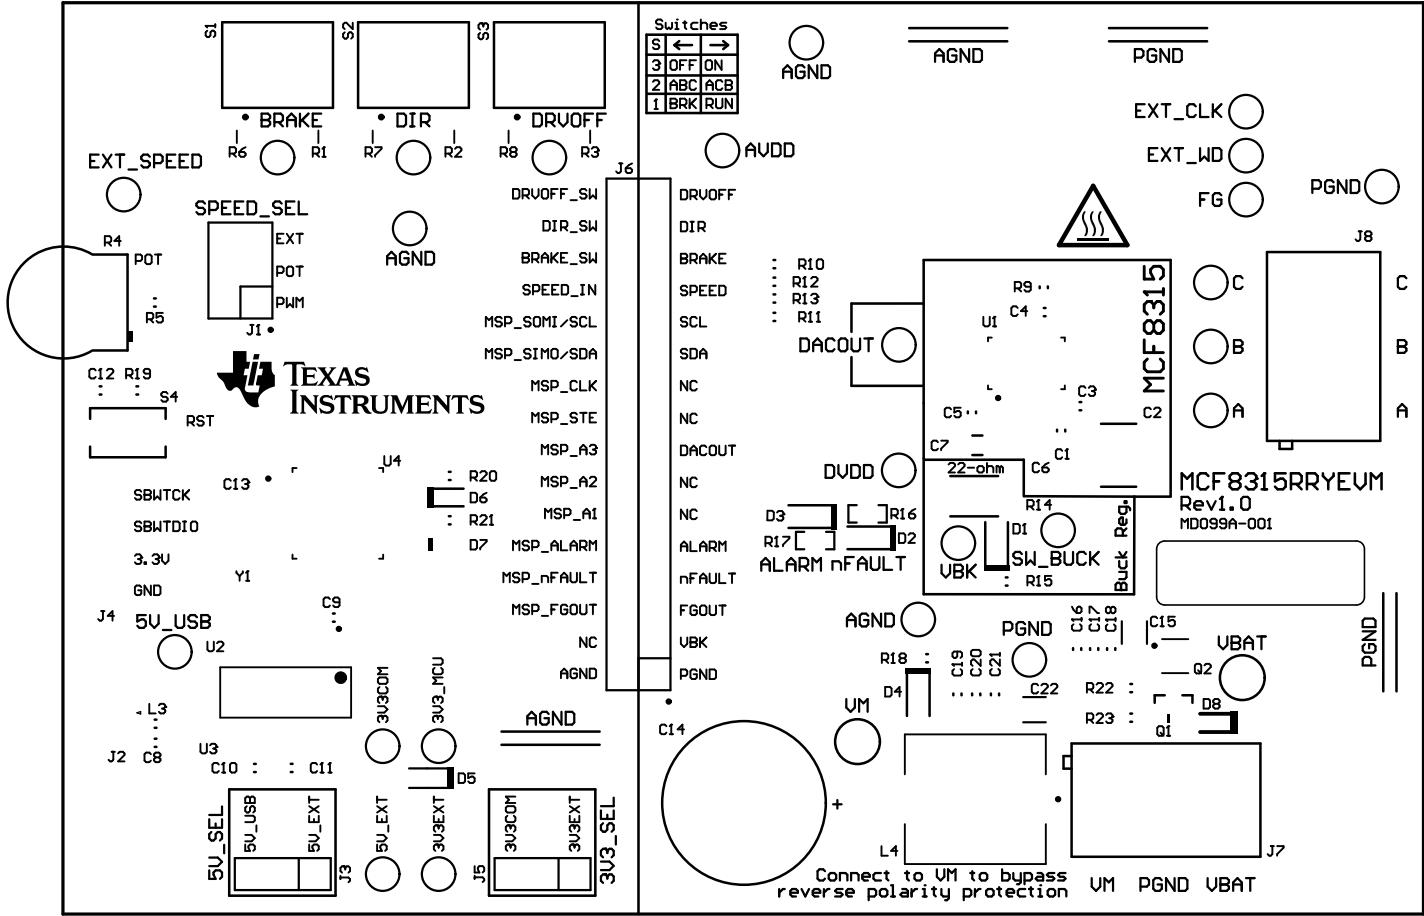 S1
S2
S3
Switches
S ← →
3 OFF ON
2 ABC ACB
1 BRK RUN
AGND
AGND
PGND
BRAKE
DIR
DRVOFF
R6
R1
R7
R2
R8
R3
EXT_CLK
EXT_WD
FG
PGND
AVDD
EXT_SPEED
SPEED_SEL
EXT
POT
PWM
J1
AGND
R4
POT
R5
J6
DRVOFF_SW DRVOFF
DIR_SW DIR
BRAKE_SW BRAKE
SPEED_IN SPEED
MSP_SOMI/SCL SCL
MSP_SIMO/SDA SDA
MSP_CLK NC
MSP_STE NC
MSP_A3 DACOUT
MSP_A2 NC
MSP_A1 NC
MSP_ALARM ALARM
MSP_nFAULT nFAULT
MSP_FGOUT FGOUT
NC VBK
AGND PGND
R10
R12
R13
R11
DACOUT
R9
C4
U1
MCF8315
C3
C5
C2
C7
C1
C6
22-ohm
J8
C C
B B
A A
TEXAS
INSTRUMENTS
C12 R19
S4
RST
C13
U4
R20
D6
R21
D7
SBWTCK
SBWTDIO
3.3V
GND
Y1
J4
C9
5V_USB
U2
DVDD
D3
R16
R17
D2
ALARM nFAULT
R14
D1
VBK
SW_BUCK
R15
Buck Reg.
MCF8315RRYEVM
Rev1.0
MD099A-001
AGND
PGND
C16
C17
C18
C15
VBAT
PGND
R18
C19
C20
C21
D4
C22
R22
R23
Q2
Q1
D8
VM
C14
+
L3
J2
C8
U3
C10
C11
3V3COM
3V3_MCU
AGND
D5
5V_SEL
5V_USB
5V_EXT
J3
5V_EXT
3V3EXT
J5
3V3COM
3V3EXT
3V3_SEL
L4
J7
Connect to VM to bypass
reverse polarity protection
VM PGND VBAT